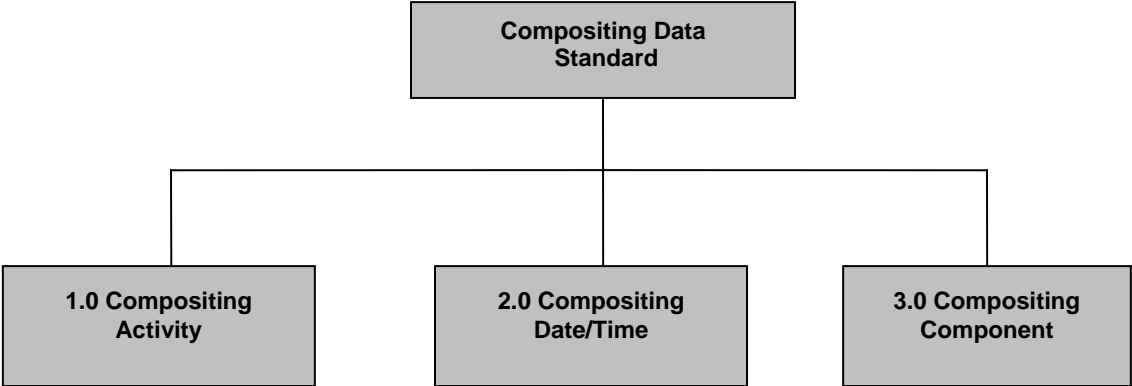 Compositing Data
Standard
1.0 Compositing
Activity
2.0 Compositing
Date/Time
3.0 Compositing
Component